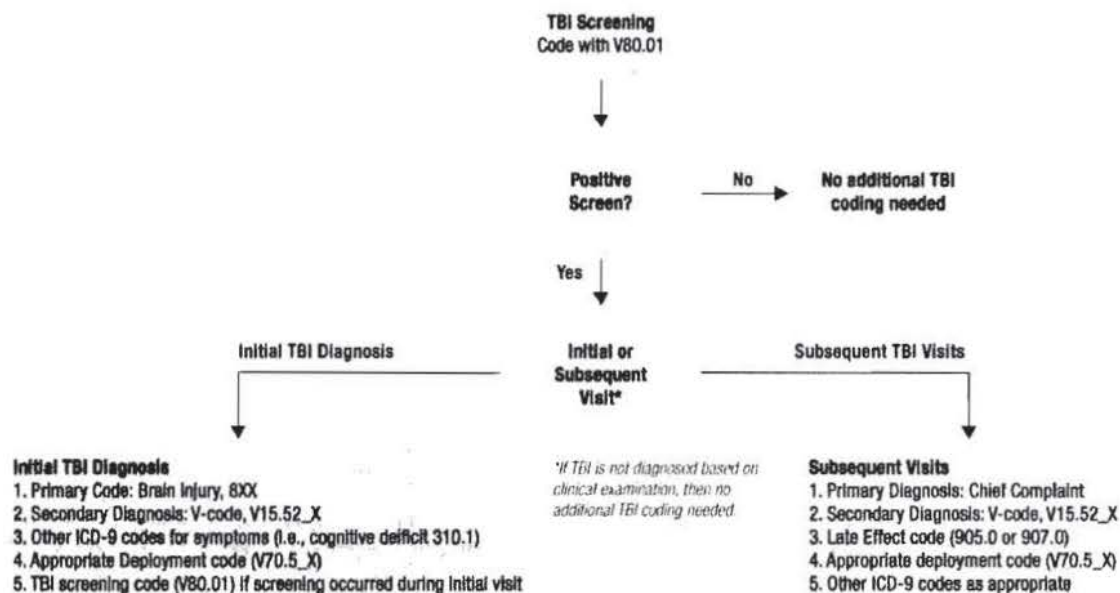 TBI Screening
Code with V80.01
Positive
Screen?
No
No additional TBI
coding needed
Yes
Initial TBI Diagnosis
Initial or
Subsequent
Visit*
Subsequent TBI Visits
Initial TBI Diagnosis
1. Primary Code: Brain Injury, 8XX
2. Secondary Diagnosis: V-code, V15.52_X
3. Other ICD-9 codes for symptoms (i.e., cognitive deificit 310.1)
4. Appropriate Deployment code (V70.5_X)
5. TBI screening code (V80.01) if screening occurred during initial visit
*If TBI is not diagnosed based on
clinical examination, then no
additional TBI coding needed.
Subsequent Visits
1. Primary Diagnosis: Chief Complaint
2. Secondary Diagnosis: V-code, V15.52_X
3. Late Effect code (905.0 or 907.0)
4. Appropriate deployment code (V70.5_X)
5. Other ICD-9 codes as appropriate